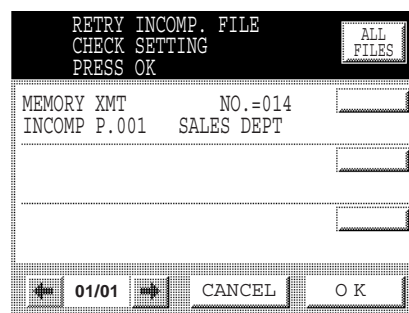 RETRY INCOMP. FILE
CHECK SETTING
PRESS OK
ALL
FILES
MEMORY XMT NO.=014
INCOMP P.001 SALES DEPT
01/01
CANCEL
O K